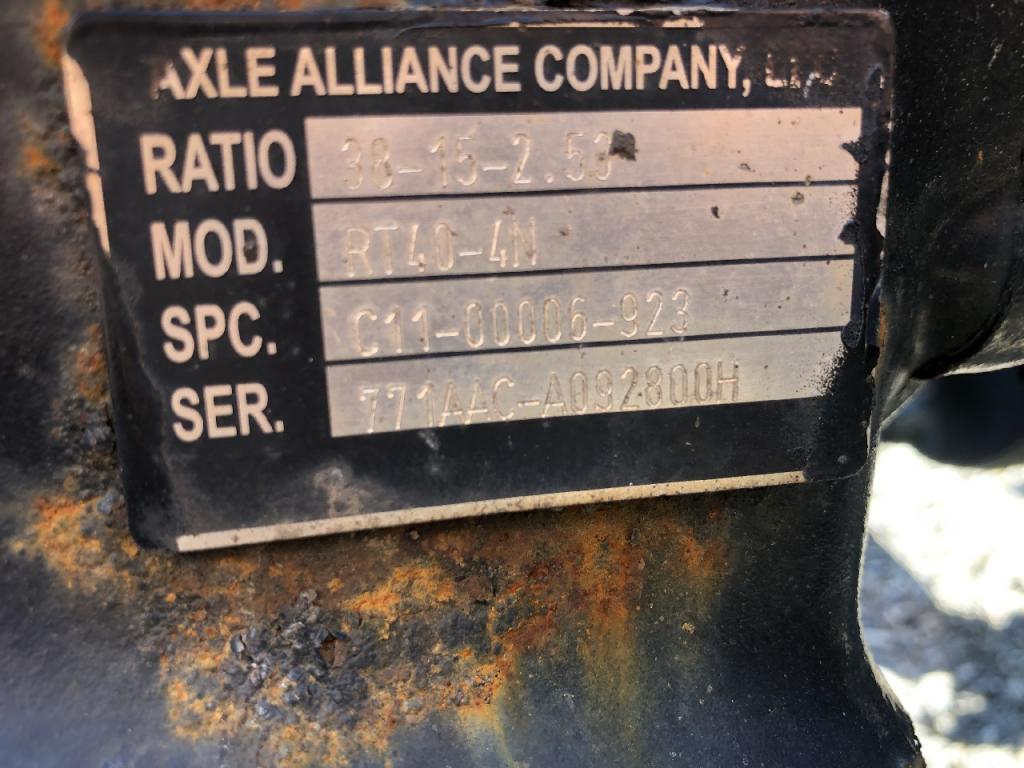 AXLE ALLIANCE COMPANY,
RATIO 38-15-2.53
MOD. RT40-4N
SPC. C11-00006-923
SER. 771AAC-A092800H